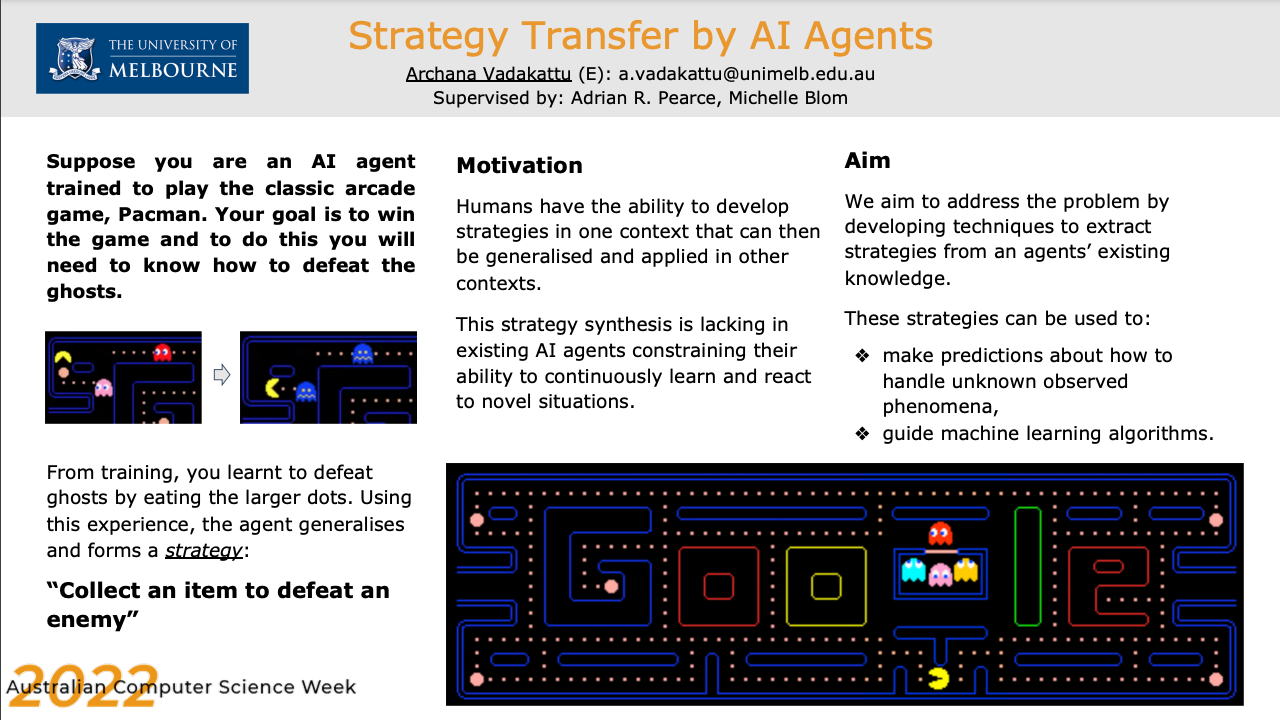 THE UNIVERSITY OF
MELBOURNE
Strategy Transfer by AI Agents
Archana Vadakattu (E): a.vadakattu@unimelb.edu.au
Supervised by: Adrian R. Pearce, Michelle Blom
Suppose you are an AI agent
trained to play the classic arcade
game, Pacman. Your goal is to win
the game and to do this you will
need to know how to defeat the
ghosts.
From training, you learnt to defeat
ghosts by eating the larger dots. Using
this experience, the agent generalises
and forms a strategy:
“Collect an item to defeat an
enemy”
Motivation
Humans have the ability to develop
strategies in one context that can then
be generalised and applied in other
contexts.
This strategy synthesis is lacking in
existing AI agents constraining their
ability to continuously learn and react
to novel situations.
Aim
We aim to address the problem by
developing techniques to extract
strategies from an agents’ existing
knowledge.
These strategies can be used to:
❖ make predictions about how to
handle unknown observed
phenomena,
❖ guide machine learning algorithms.
Google
2022
Australian Computer Science Week